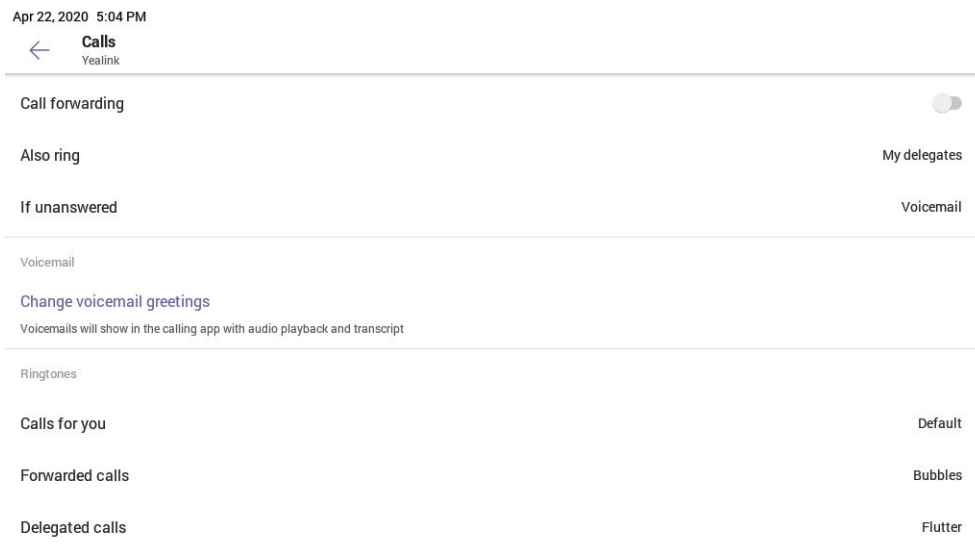 Apr 22, 2020 5:04 PM
Calls
Yealink
Call forwarding
Also ring My delegates
If unanswered Voicemail
Voicemail
Change voicemail greetings
Voicemails will show in the calling app with audio playback and transcript
Ringtones
Calls for you Default
Forwarded calls Bubbles
Delegated calls Flutter